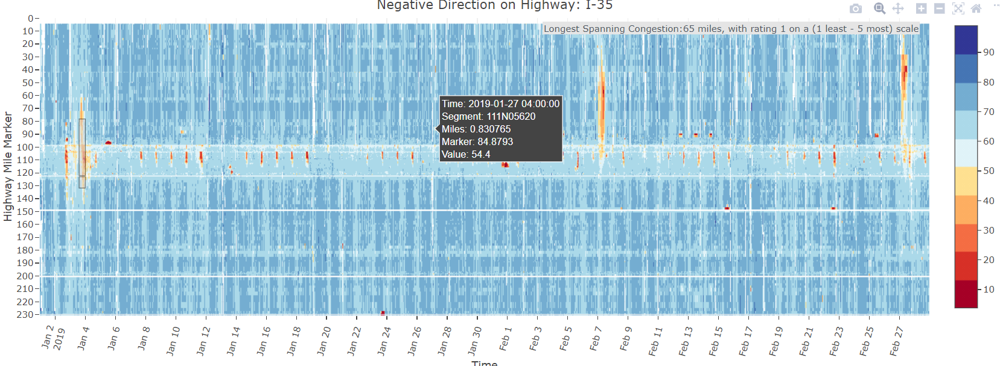 Negative Direction on Highway: I-35
Longest Spanning Congestion:65 miles, with rating 1 on a (1 least - 5 most) scale
Highway Mile Marker
0
10
20
30
40
50
60
70
80
90
100
110
120
130
140
150
160
170
180
190
200
210
220
230
Time: 2019-01-27 04:00:00
Segment: 111N05620
Miles: 0.830765
Marker: 84.8793
Value: 54.4
90
80
70
60
50
40
30
20
10
Jan 2
2019
Jan 4
Jan 6
Jan 8
Jan 10
Jan 12
Jan 14
Jan 16
Jan 18
Jan 20
Jan 22
Jan 24
Jan 26
Jan 28
Jan 30
Feb 1
Feb 3
Feb 5
Feb 7
Feb 9
Feb 11
Feb 13
Feb 15
Feb 17
Feb 19
Feb 21
Feb 23
Feb 25
Feb 27
Time